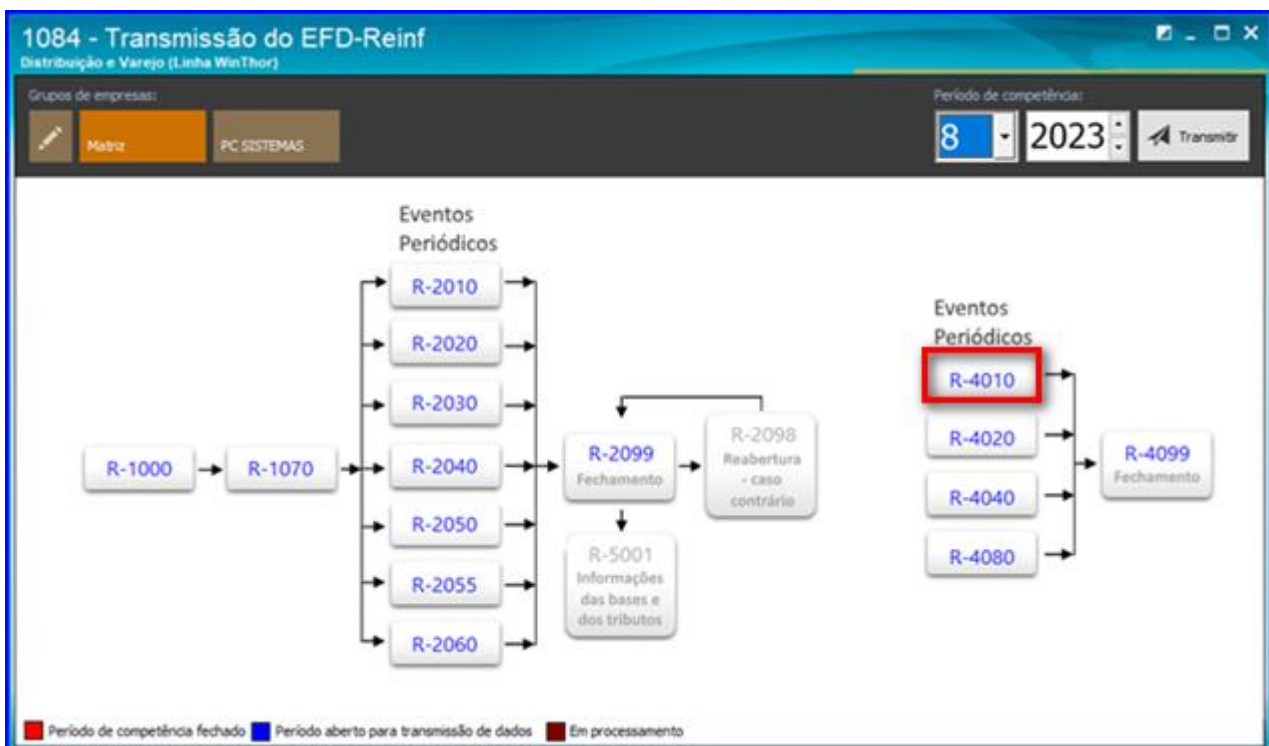 1084 - Transmissão do EFD-Reinf
Distribuição e Varejo (Linha WinThor)
Grupos de empresas:
Matriz
PC SISTEMAS
Período de competência:
8
2023
Transmitir
Eventos
Periódicos
R-2010
R-2020
R-2030
R-2040
R-2050
R-2055
R-2060
R-1000
R-1070
R-2099
Fechamento
R-2098
Reabertura
- caso
contrário
R-5001
Informações
das bases e
dos tributos
Eventos
Periódicos
R-4010
R-4020
R-4040
R-4080
R-4099
Fechamento
Período de competência fechado
Período aberto para transmissão de dados
Em processamento